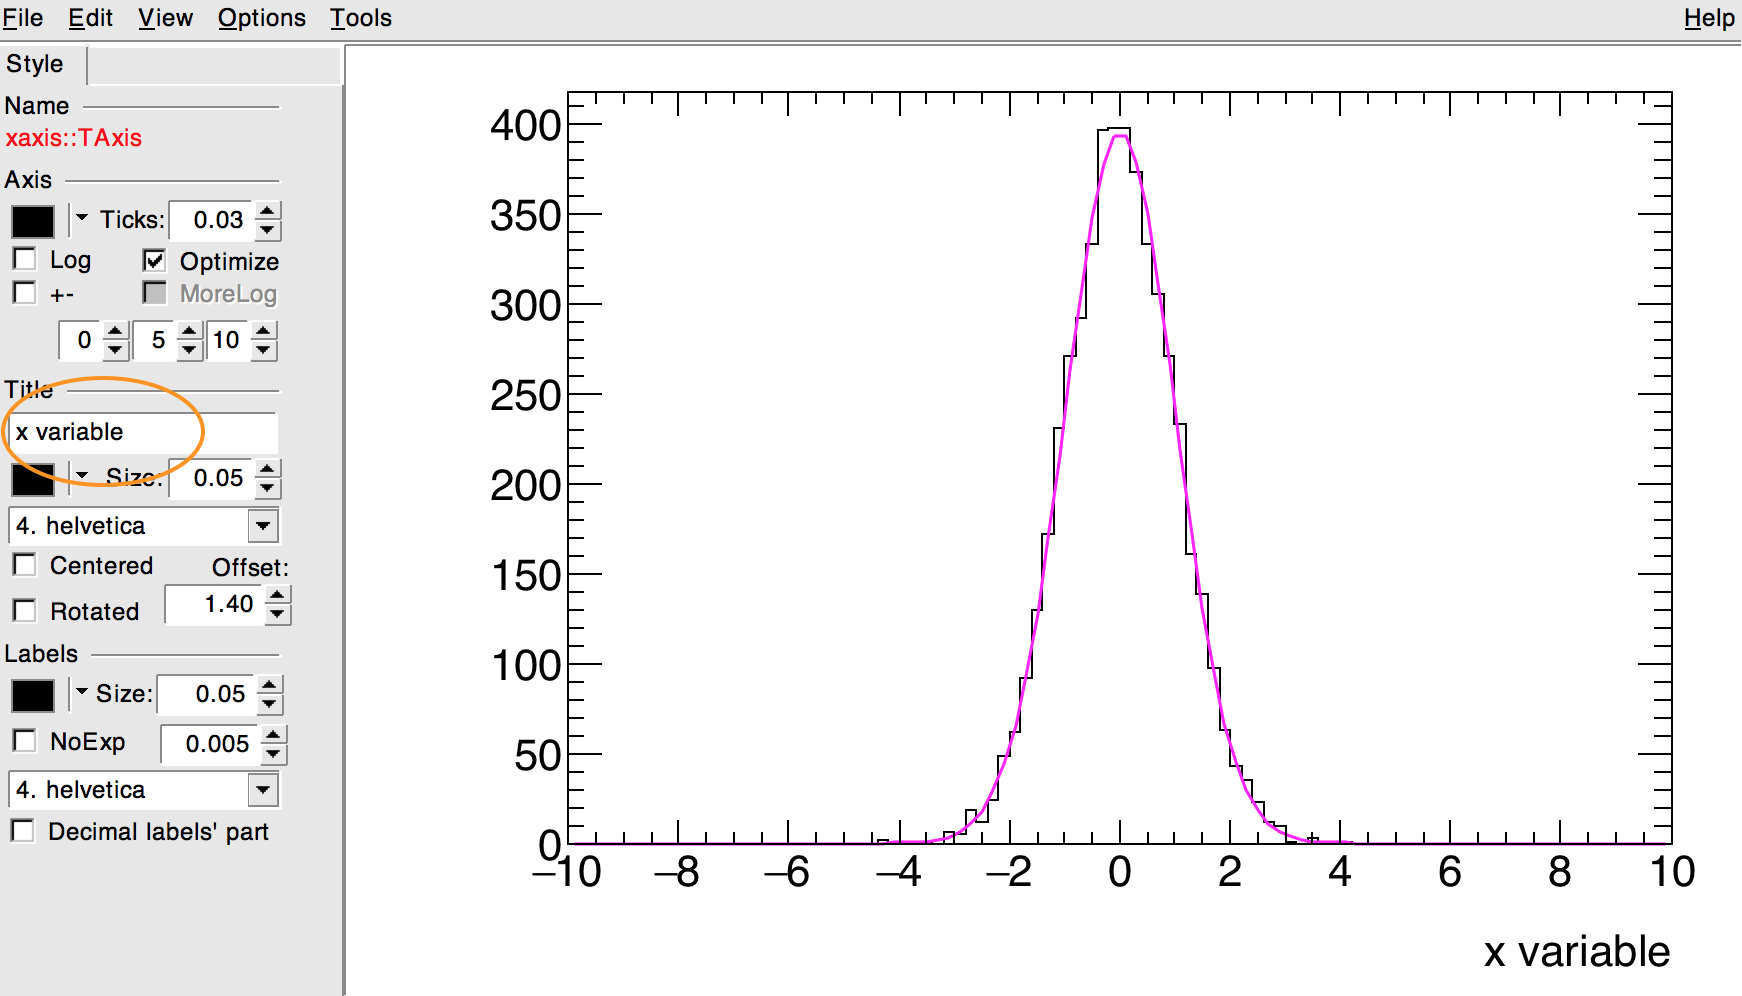 File Edit View Options Tools Help
Style
Name
xaxis::TAxis
Axis
Ticks: 0.03
Log Optimize
+- MoreLog
0 5 10
Title
x variable
Size: 0.05
4. helvetica
Centered Offset:
Rotated 1.40
Labels
Size: 0.05
NoExp 0.005
4. helvetica
Decimal labels' part
400
350
300
250
200
150
100
50
0
−10 −8 −6 −4 −2 0 2 4 6 8 10
x variable